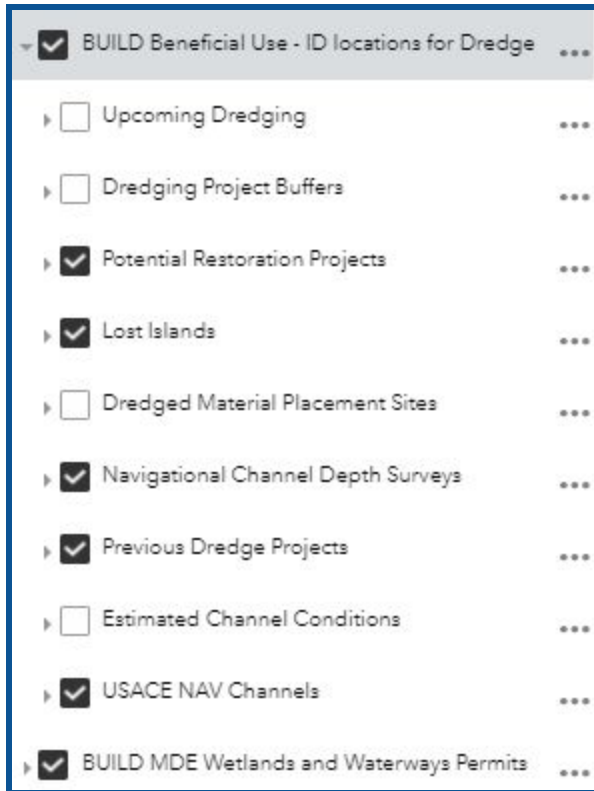 BUILD Beneficial Use - ID locations for Dredge
Upcoming Dredging
Dredging Project Buffers
Potential Restoration Projects
Lost Islands
Dredged Material Placement Sites
Navigational Channel Depth Surveys
Previous Dredge Projects
Estimated Channel Conditions
USACE NAV Channels
BUILD MDE Wetlands and Waterways Permits